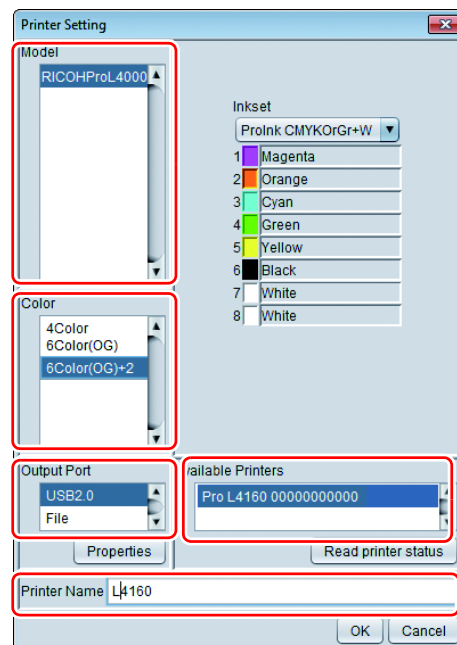 Printer Setting
Model
RICOHProL4000
Inkset
ProInk CMYKOrGr+W
1 Magenta
2 Orange
3 Cyan
4 Green
5 Yellow
6 Black
7 White
8 White
Color
4Color
6Color(OG)
6Color(OG)+2
Output Port
USB2.0
File
Properties
vailable Printers
Pro L4160 00000000000
Read printer status
Printer Name L4160
OK Cancel